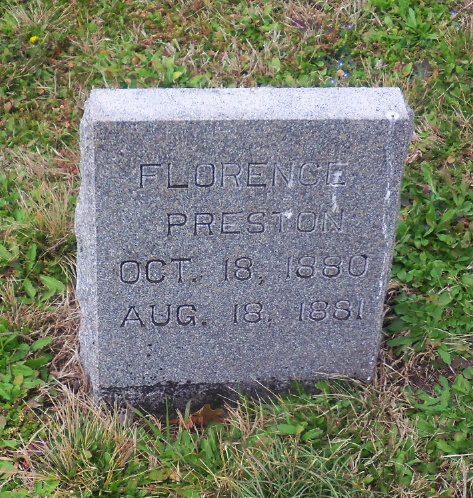 FLORENCE
PRESTON
OCT. 18, 1880
AUG. 18, 1881